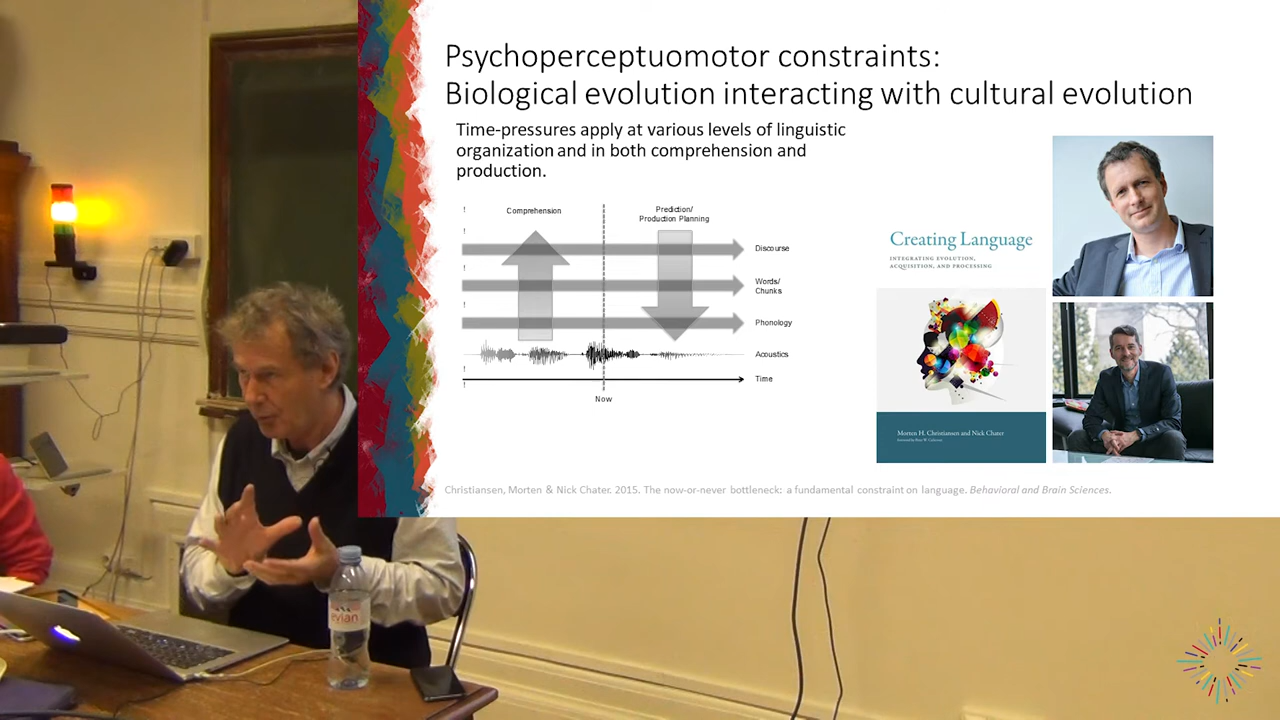 Psychoperceptuomotor constraints:
Biological evolution interacting with cultural evolution
Time-pressures apply at various levels of linguistic
organization and in both comprehension and
production.
Comprehension
Prediction/
Production Planning
Discourse
Words/
Chunks
Phonology
Acoustics
Time
Now
Creating Language
INTEGRATING EVOLUTION,
ACQUISITION, AND PROCESSING
Morten H. Christiansen and Nick Chater
Christiansen, Morten & Nick Chater. 2015. The now-or-never bottleneck: a fundamental constraint on language. Behavioral and Brain Sciences.
evian